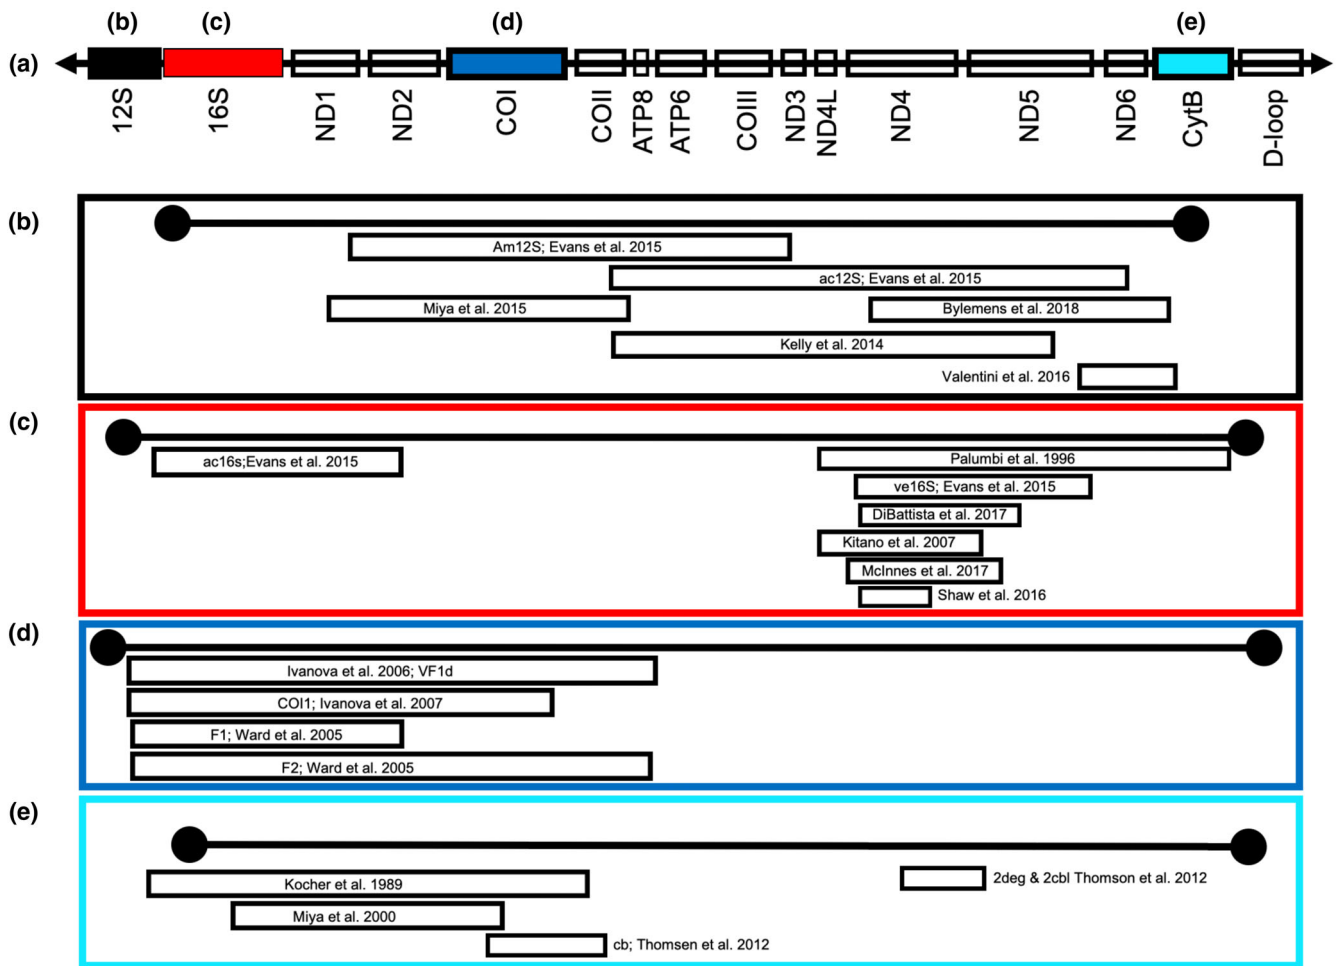 (b) (c) (d) (e)
(a)
12S 16S ND1 ND2 COI COII ATP8 ATP6 COIII ND3 ND4L ND4 ND5 ND6 CytB D-loop
(b)
Am12S; Evans et al. 2015
ac12S; Evans et al. 2015
Miya et al. 2015 Bylemens et al. 2018
Kelly et al. 2014
Valentini et al. 2016
(c)
ac16s;Evans et al. 2015 Palumbi et al. 1996
ve16S; Evans et al. 2015
DiBattista et al. 2017
Kitano et al. 2007
McInnes et al. 2017
Shaw et al. 2016
(d)
Ivanova et al. 2006; VF1d
COI1; Ivanova et al. 2007
F1; Ward et al. 2005
F2; Ward et al. 2005
(e)
Kocher et al. 1989 2deg & 2cbl Thomson et al. 2012
Miya et al. 2000
cb; Thomsen et al. 2012